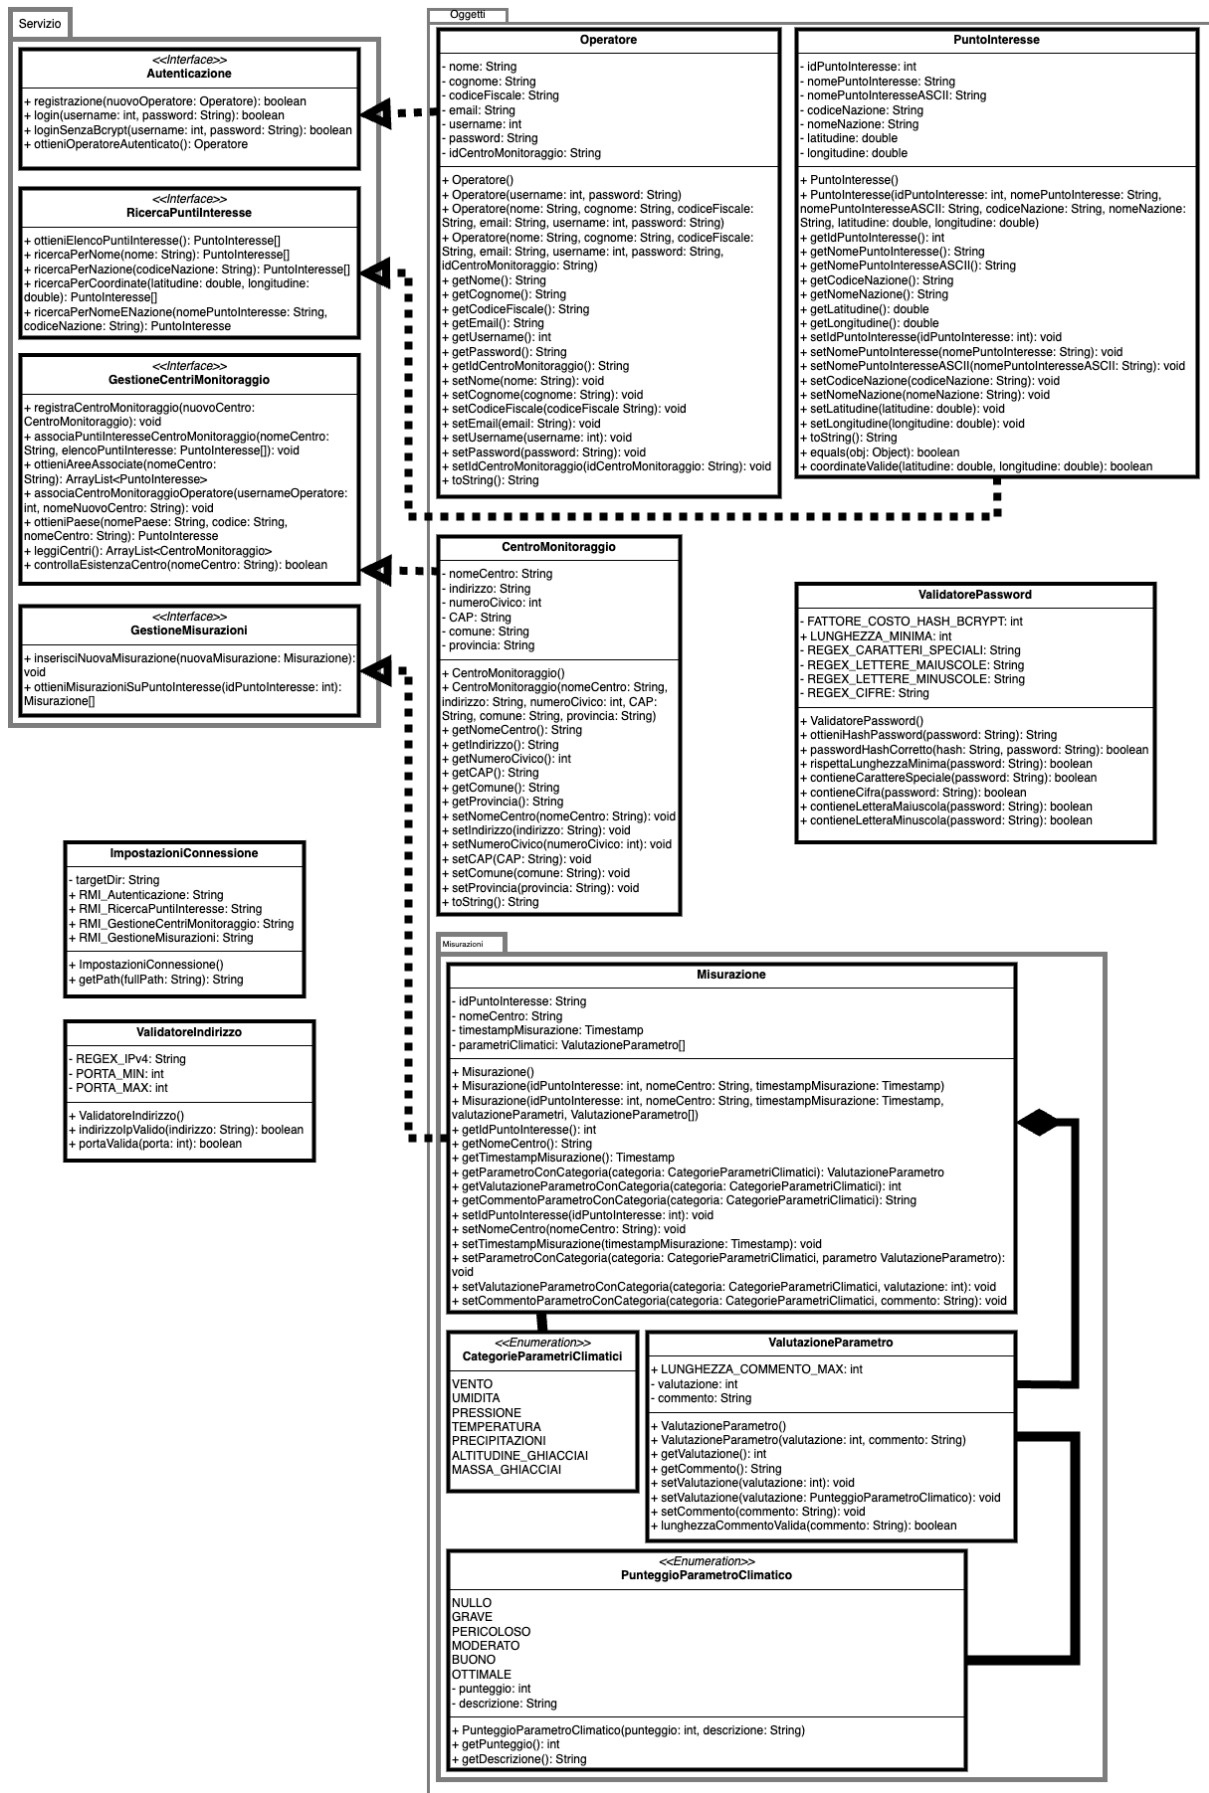 Servizio
<<Interface>>
Autenticazione
+ registrazione(nuovoOperatore: Operatore): boolean
+ login(username: int, password: String): boolean
+ loginSenzaBcrypt(username: int, password: String): boolean
+ ottieniOperatoreAutenticato(): Operatore
<<Interface>>
RicercaPuntiInteresse
+ ottieniElencoPuntiInteresse(): PuntoInteresse[]
+ ricercaPerNome(nome: String): PuntoInteresse[]
+ ricercaPerNazione(codiceNazione: String): PuntoInteresse[]
+ ricercaPerCoordinate(latitudine: double, longitudine:
double): PuntoInteresse[]
+ ricercaPerNomeENazione(nomePuntoInteresse: String,
codiceNazione: String): PuntoInteresse
<<Interface>>
GestioneCentriMonitoraggio
+ registraCentroMonitoraggio(nuovoCentro:
CentroMonitoraggio): void
+ associaPuntiInteresseCentroMonitoraggio(nomeCentro:
String, elencoPuntiInteresse: PuntoInteresse[]): void
+ ottieniAreeAssociate(nomeCentro:
String): ArrayList<PuntoInteresse>
+ associaCentroMonitoraggioOperatore(usernameOperatore:
int, nomeNuovoCentro: String): void
+ ottieniPaese(nomePaese: String, codice: String,
nomeCentro: String): PuntoInteresse
+ leggiCentri(): ArrayList<CentroMonitoraggio>
+ controllaEsistenzaCentro(nomeCentro: String): boolean
<<Interface>>
GestioneMisurazioni
+ inserisciNuovaMisurazione(nuovaMisurazione: Misurazione):
void
+ ottieniMisurazioniSuPuntoInteresse(idPuntoInteresse: int):
Misurazione[]
ImpostazioniConnessione
- targetDir: String
+ RMI_Autenticazione: String
+ RMI_RicercaPuntiInteresse: String
+ RMI_GestioneCentriMonitoraggio: String
+ RMI_GestioneMisurazioni: String
+ ImpostazioniConnessione()
+ getPath(fullPath: String): String
ValidatoreIndirizzo
- REGEX_IPv4: String
- PORTA_MIN: int
- PORTA_MAX: int
+ ValidatoreIndirizzo()
+ indirizzoIpValido(indirizzo: String): boolean
+ portaValida(porta: int): boolean
Oggetti
Operatore
- nome: String
- cognome: String
- codiceFiscale: String
- email: String
- username: int
- password: String
- idCentroMonitoraggio: String
+ Operatore()
+ Operatore(username: int, password: String)
+ Operatore(nome: String, cognome: String, codiceFiscale:
String, email: String, username: int, password: String)
+ Operatore(nome: String, cognome: String, codiceFiscale:
String, email: String, username: int, password: String,
idCentroMonitoraggio: String)
+ getNome(): String
+ getCognome(): String
+ getCodiceFiscale(): String
+ getEmail(): String
+ getUsername(): int
+ getPassword(): String
+ getIdCentroMonitoraggio(): String
+ setNome(nome: String): void
+ setCognome(cognome: String): void
+ setCodiceFiscale(codiceFiscale String): void
+ setEmail(email: String): void
+ setUsername(username: int): void
+ setPassword(password: String): void
+ setIdCentroMonitoraggio(idCentroMonitoraggio: String): void
+ toString(): String
PuntoInteresse
- idPuntoInteresse: int
- nomePuntoInteresse: String
- nomePuntoInteresseASCII: String
- codiceNazione: String
- nomeNazione: String
- latitudine: double
- longitudine: double
+ PuntoInteresse()
+ PuntoInteresse(idPuntoInteresse: int, nomePuntoInteresse: String,
nomePuntoInteresseASCII: String, codiceNazione: String, nomeNazione:
String, latitudine: double, longitudine: double)
+ getIdPuntoInteresse(): int
+ getNomePuntoInteresse(): String
+ getNomePuntoInteresseASCII(): String
+ getCodiceNazione(): String
+ getNomeNazione(): String
+ getLatitudine(): double
+ getLongitudine(): double
+ setIdPuntoInteresse(idPuntoInteresse: int): void
+ setNomePuntoInteresse(nomePuntoInteresse: String): void
+ setNomePuntoInteresseASCII(nomePuntoInteresseASCII: String): void
+ setCodiceNazione(codiceNazione: String): void
+ setNomeNazione(nomeNazione: String): void
+ setLatitudine(latitudine: double): void
+ setLongitudine(longitudine: double): void
+ toString(): String
+ equals(obj: Object): boolean
+ coordinateValide(latitudine: double, longitudine: double): boolean
CentroMonitoraggio
- nomeCentro: String
- indirizzo: String
- numeroCivico: int
- CAP: String
- comune: String
- provincia: String
+ CentroMonitoraggio()
+ CentroMonitoraggio(nomeCentro: String,
indirizzo: String, numeroCivico: int, CAP:
String, comune: String, provincia: String)
+ getNomeCentro(): String
+ getIndirizzo(): String
+ getNumeroCivico(): int
+ getCAP(): String
+ getComune(): String
+ getProvincia(): String
+ setNomeCentro(nomeCentro: String): void
+ setIndirizzo(indirizzo: String): void
+ setNumeroCivico(numeroCivico: int): void
+ setCAP(CAP: String): void
+ setComune(comune: String): void
+ setProvincia(provincia: String): void
+ toString(): String
ValidatorePassword
- FATTORE_COSTO_HASH_BCRYPT: int
+ LUNGHEZZA_MINIMA: int
- REGEX_CARATTERI_SPECIALI: String
- REGEX_LETTERE_MAIUSCOLE: String
- REGEX_LETTERE_MINUSCOLE: String
- REGEX_CIFRE: String
+ ValidatorePassword()
+ ottieniHashPassword(password: String): String
+ passwordHashCorretto(hash: String, password: String): boolean
+ rispettaLunghezzaMinima(password: String): boolean
+ contieneCarattereSpeciale(password: String): boolean
+ contieneCifra(password: String): boolean
+ contieneLetteraMaiuscola(password: String): boolean
+ contieneLetteraMinuscola(password: String): boolean
Misurazioni
Misurazione
- idPuntoInteresse: String
- nomeCentro: String
- timestampMisurazione: Timestamp
- parametriClimatici: ValutazioneParametro[]
+ Misurazione()
+ Misurazione(idPuntoInteresse: int, nomeCentro: String, timestampMisurazione: Timestamp)
+ Misurazione(idPuntoInteresse: int, nomeCentro: String, timestampMisurazione: Timestamp,
valutazioneParametri, ValutazioneParametro[])
+ getIdPuntoInteresse(): int
+ getNomeCentro(): String
+ getTimestampMisurazione(): Timestamp
+ getParametroConCategoria(categoria: CategorieParametriClimatici): ValutazioneParametro
+ getValutazioneParametroConCategoria(categoria: CategorieParametriClimatici): int
+ getCommentoParametroConCategoria(categoria: CategorieParametriClimatici): String
+ setIdPuntoInteresse(idPuntoInteresse: int): void
+ setNomeCentro(nomeCentro: String): void
+ setTimestampMisurazione(timestampMisurazione: Timestamp): void
+ setParametroConCategoria(categoria: CategorieParametriClimatici, parametro ValutazioneParametro):
void
+ setValutazioneParametroConCategoria(categoria: CategorieParametriClimatici, valutazione: int): void
+ setCommentoParametroConCategoria(categoria: CategorieParametriClimatici, commento: String): void
<<Enumeration>>
CategorieParametriClimatici
VENTO
UMIDITA
PRESSIONE
TEMPERATURA
PRECIPITAZIONI
ALTITUDINE_GHIACCIAI
MASSA_GHIACCIAI
ValutazioneParametro
+ LUNGHEZZA_COMMENTO_MAX: int
- valutazione: int
- commento: String
+ ValutazioneParametro()
+ ValutazioneParametro(valutazione: int, commento: String)
+ getValutazione(): int
+ getCommento(): String
+ setValutazione(valutazione: int): void
+ setValutazione(valutazione: PunteggioParametroClimatico): void
+ setCommento(commento: String): void
+ lunghezzaCommentoValida(commento: String): boolean
<<Enumeration>>
PunteggioParametroClimatico
NULLO
GRAVE
PERICOLOSO
MODERATO
BUONO
OTTIMALE
- punteggio: int
- descrizione: String
+ PunteggioParametroClimatico(punteggio: int, descrizione: String)
+ getPunteggio(): int
+ getDescrizione(): String